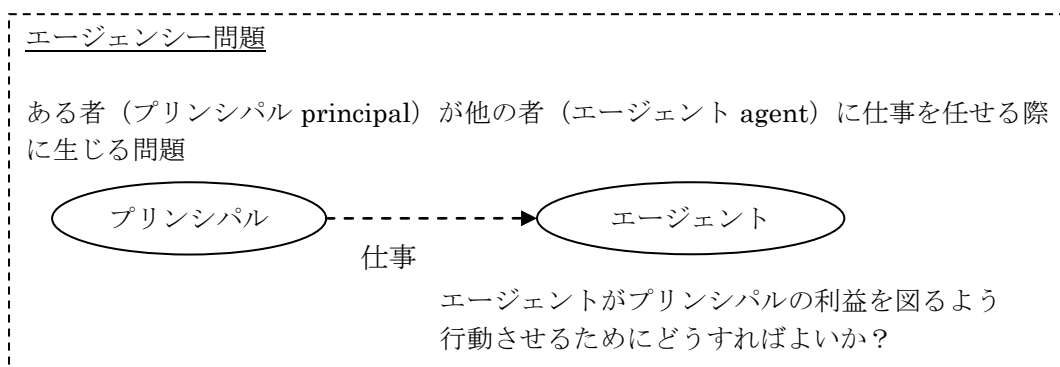 エージェンシー問題
ある者（プリンシパル principal）が他の者（エージェント agent）に仕事を任せる際
に生じる問題
プリンシパル
エージェント
仕事
エージェントがプリンシパルの利益を図るよう
行動させるためにどうすればよいか？